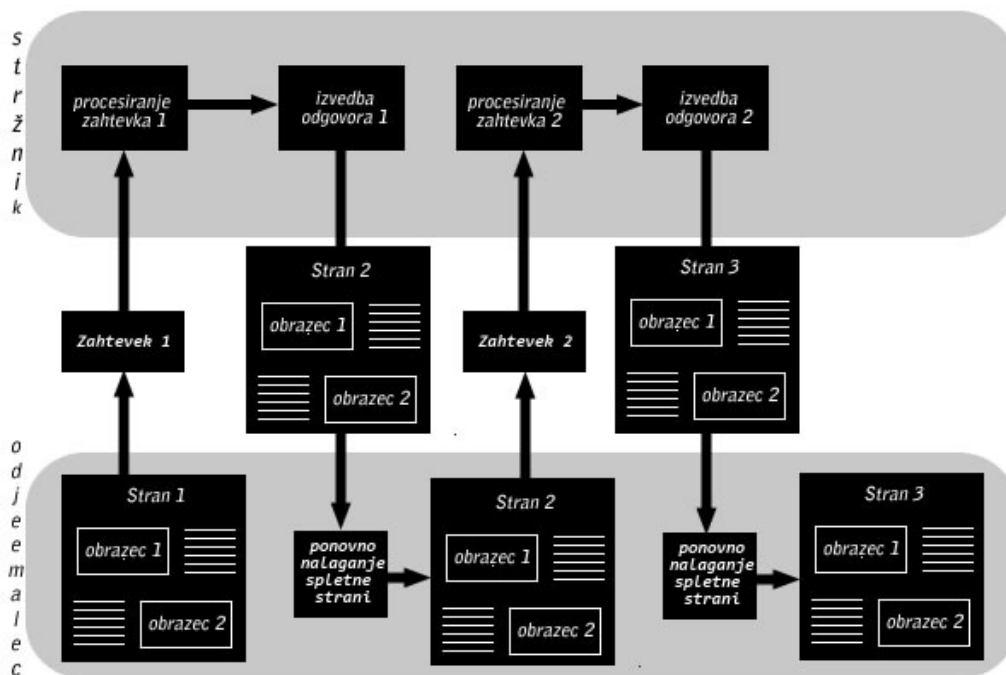 stržnik
procesiranje
zahtevka 1
izvedba
odgovora 1
procesiranje
zahtevka 2
izvedba
odgovora 2
Zahtevek 1
Stran 2
obrazec 1
obrazec 2
Zahtevek 2
Stran 3
obrazec 1
obrazec 2
odjeemalec
Stran 1
obrazec 1
obrazec 2
ponovno
nalaganje
spletne
strani
Stran 2
obrazec 1
obrazec 2
ponovno
nalaganje
spletne
strani
Stran 3
obrazec 1
obrazec 2